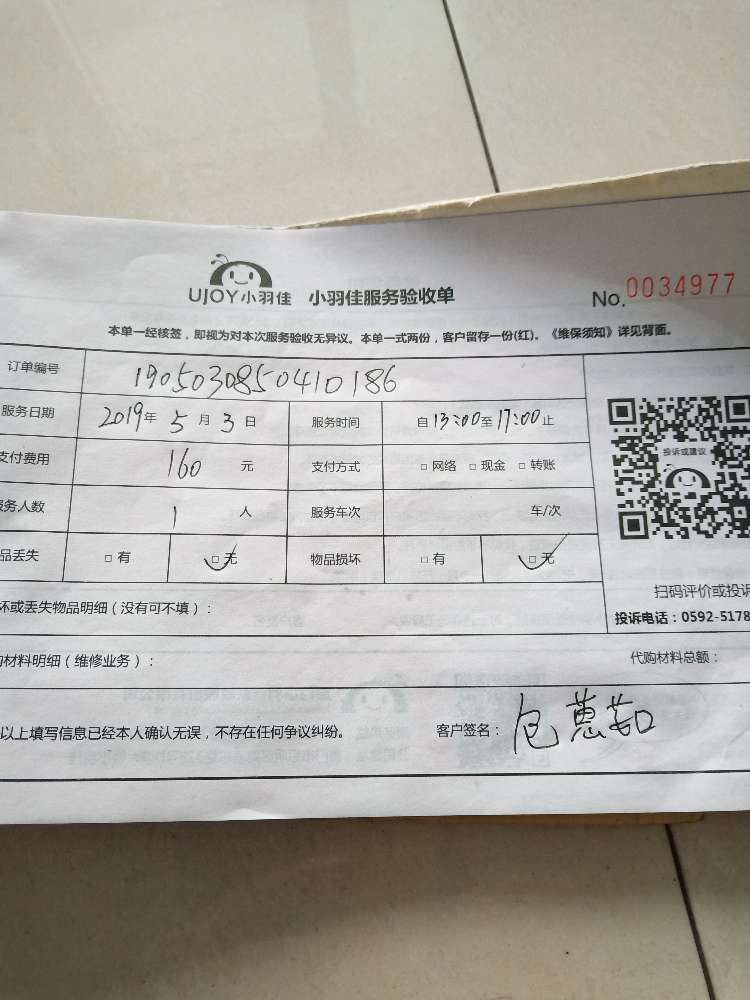 UJOY小羽佳 小羽佳服务验收单 No.0034977
本单一经核签，即视为对本次服务验收无异议。本单一式两份，客户留存一份(红)。《维保须知》详见背面。
订单编号 1905030850410186
服务日期 2019年 5月 3日 服务时间 自13:00至17:00止
支付费用 160 元 支付方式 □网络 □现金 □转账
服务人数 1 人 服务车次 车/次
品丢失 □有 □无 物品损坏 □有 □无
投诉或建议
扫码评价或投诉
投诉电话：0592-5178
坏或丢失物品明细（没有可不填）：
购材料明细（维修业务）： 代购材料总额：
以上填写信息已经本人确认无误，不存在任何争议纠纷。 客户签名：包蕙茹